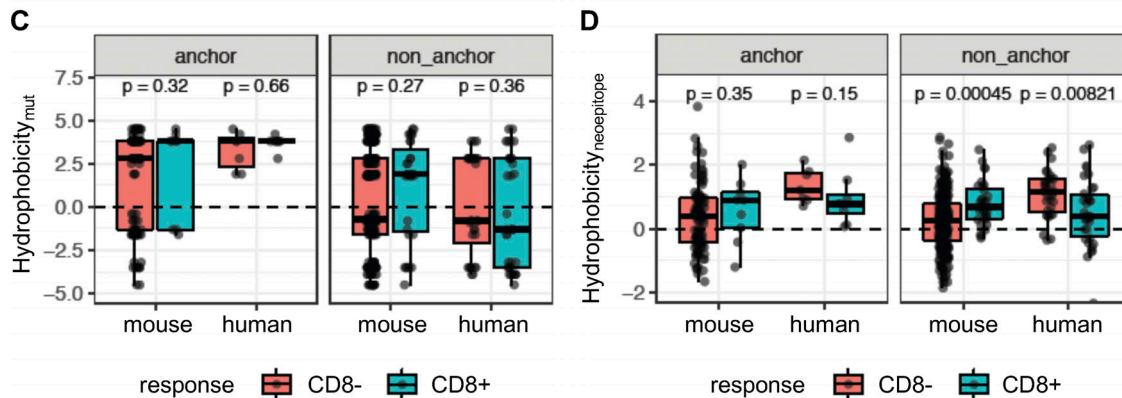 C
anchor
non_anchor
p = 0.32
p = 0.66
p = 0.27
p = 0.36
Hydrophobicitymut
7.5
5.0
2.5
0.0
−2.5
−5.0
mouse
human
mouse
human
response CD8- CD8+
D
anchor
non_anchor
p = 0.35
p = 0.15
p = 0.00045
p = 0.00821
Hydrophobicityneoepitope
4
2
0
−2
mouse
human
mouse
human
response CD8- CD8+